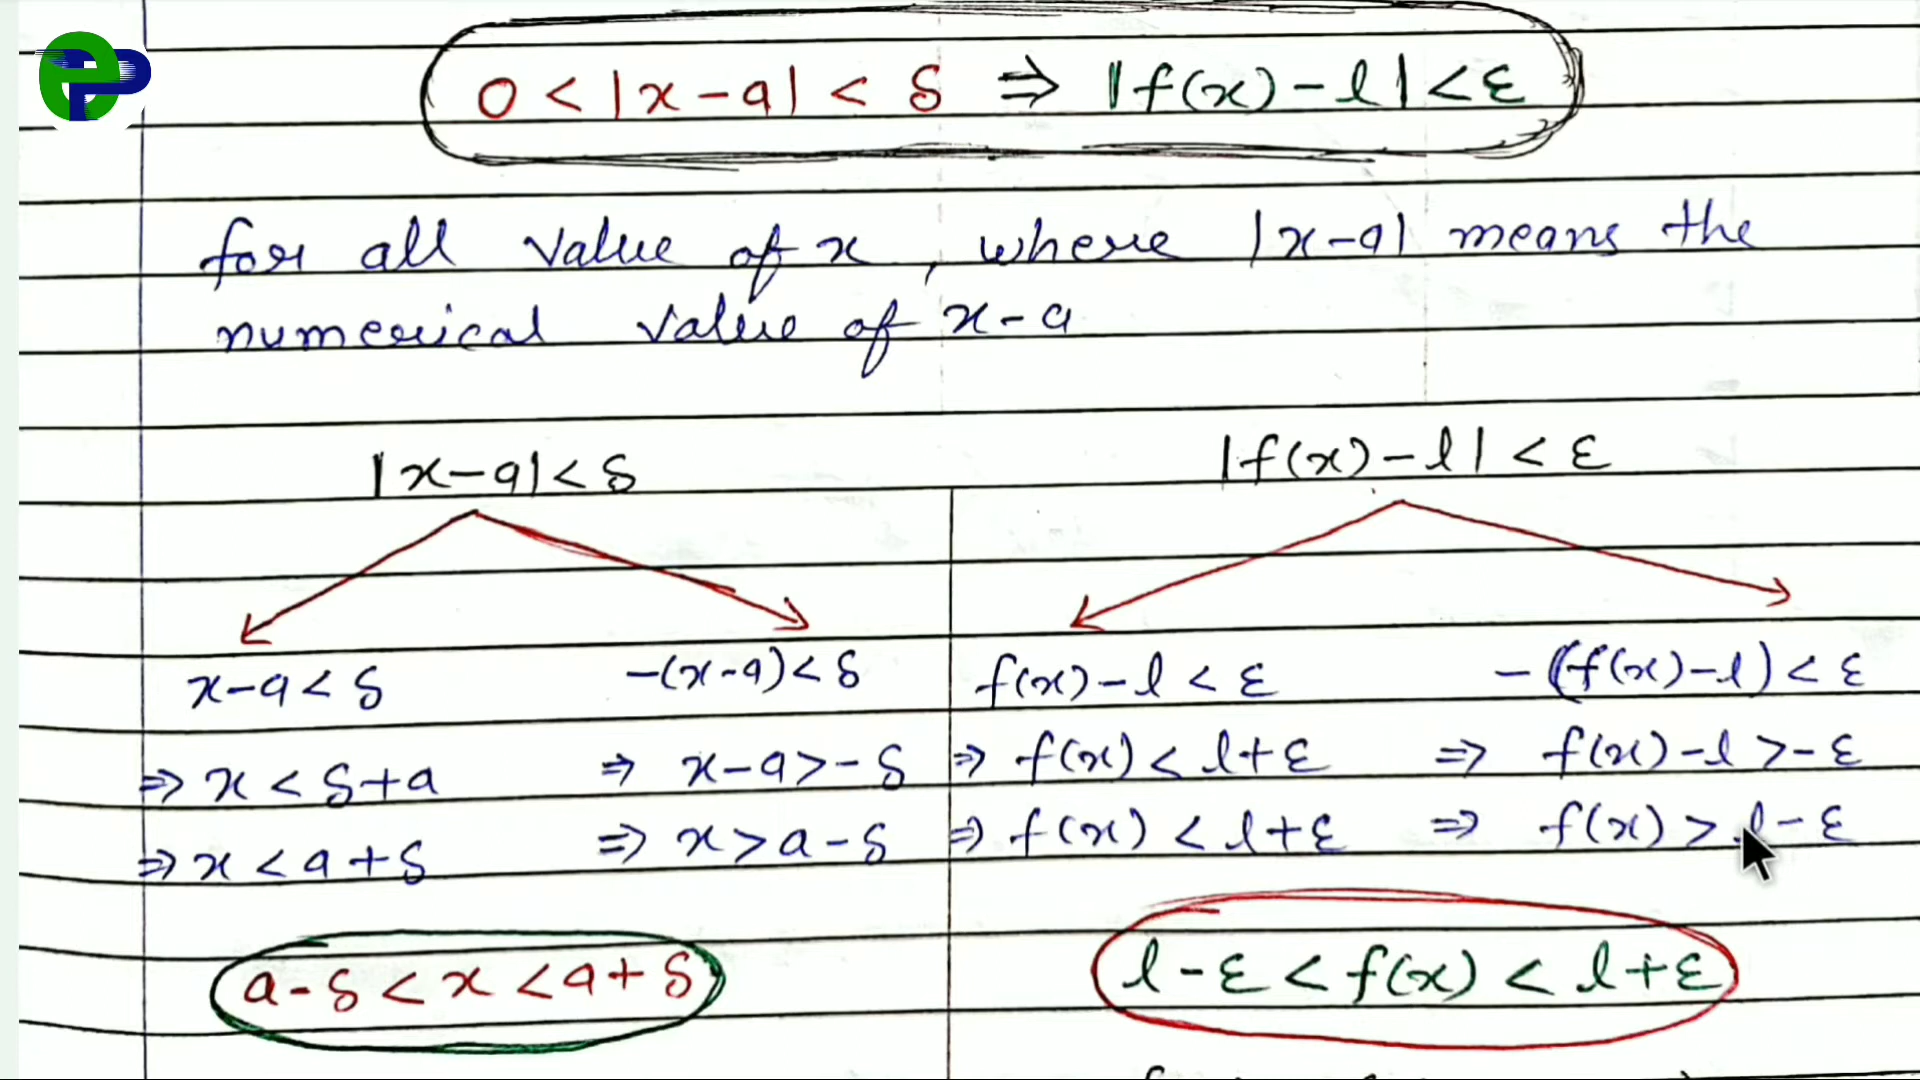 0 < |x - a| < δ ⇒ |f(x) - l| < ε
for all value of x, where |x-a| means the
numerical value of x-a
|x-a| < δ
|f(x) - l| < ε
x-a < δ
-(x-a) < δ
f(x) - l < ε
-(f(x)-l) < ε
⇒ x < δ+a
⇒ x-a > -δ
⇒ f(x) < l+ε
⇒ f(x)-l > -ε
⇒ x < a+δ
⇒ x > a-δ
⇒ f(x) < l+ε
⇒ f(x) > l-ε
a-δ < x < a+δ
l-ε < f(x) < l+ε